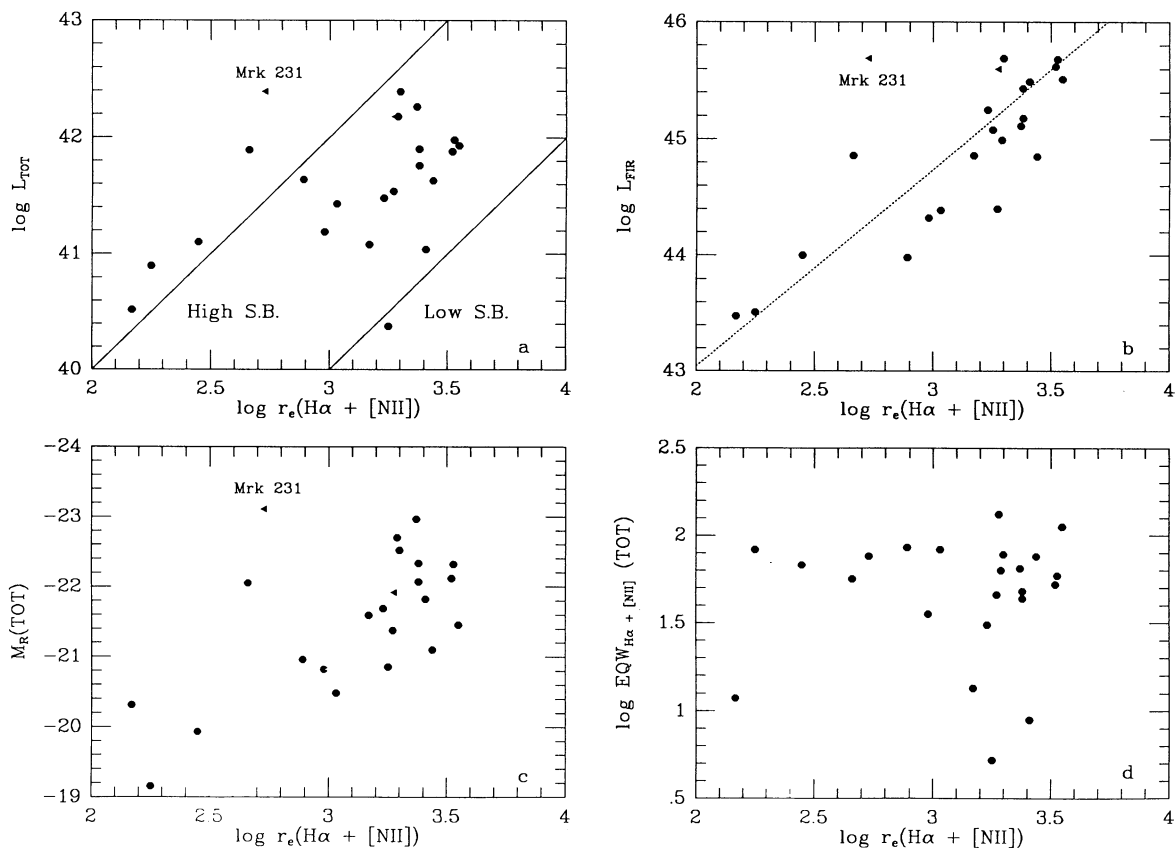 43
42
41
40
log L_TOT
Mrk 231
High S.B.
Low S.B.
a
2 2.5 3 3.5 4
log r_e(Hα + [NII])
46
45
44
43
log L_FIR
Mrk 231
b
2 2.5 3 3.5 4
log r_e(Hα + [NII])
-24
-23
-22
-21
-20
-19
M_R(TOT)
Mrk 231
c
2 2.5 3 3.5 4
log r_e(Hα + [NII])
2.5
2
1.5
1
.5
log EQW_Hα + [NII] (TOT)
d
2 2.5 3 3.5 4
log r_e(Hα + [NII])